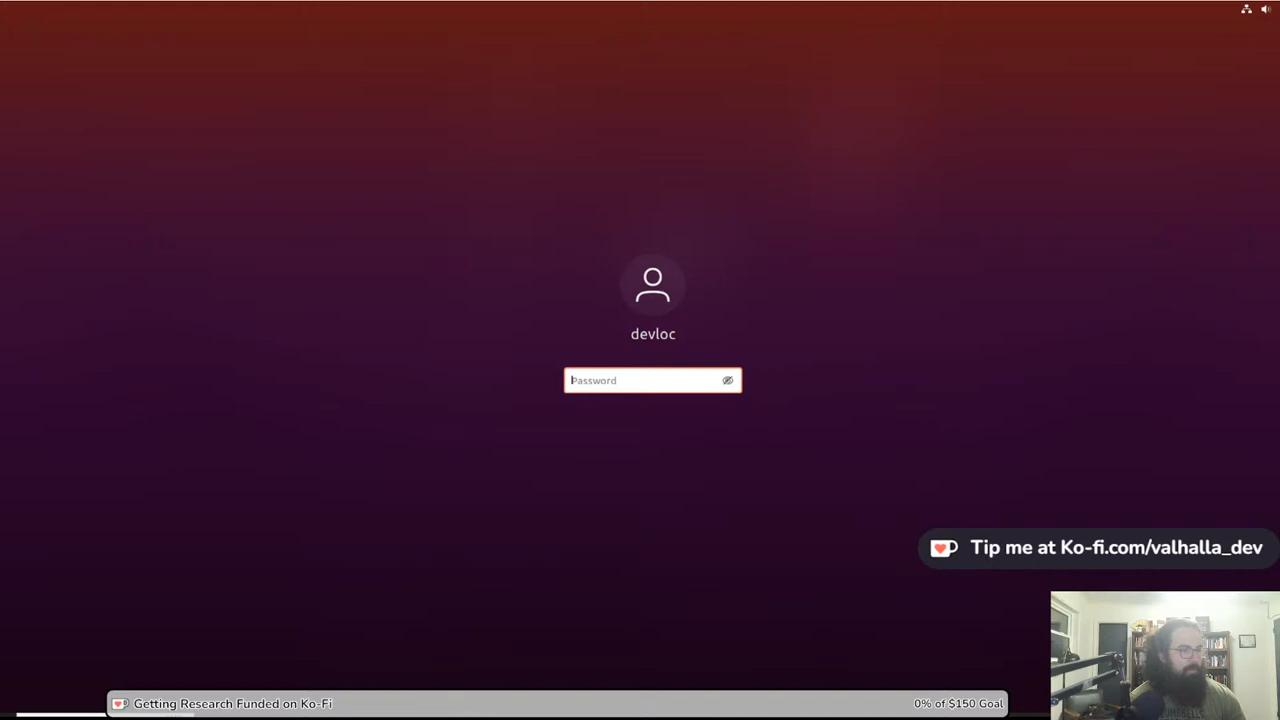 devloc
Password
Tip me at Ko-fi.com/valhalla_dev
Getting Research Funded on Ko-Fi
0% of $150 Goal